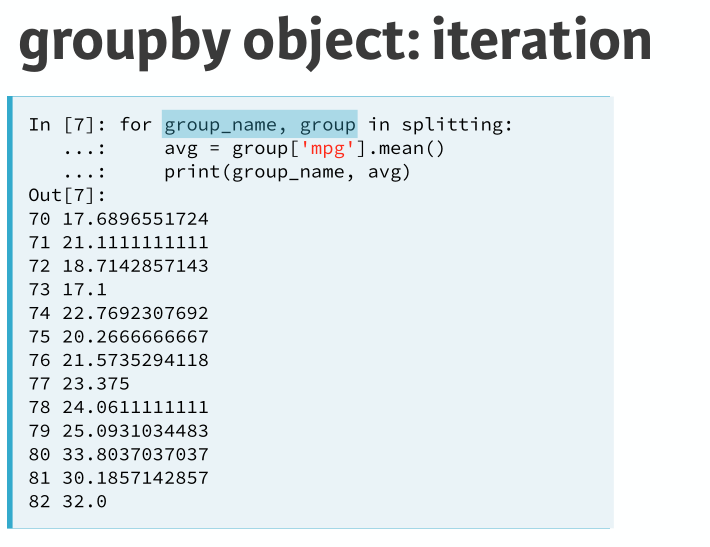 groupby object: iteration
In [7]: for group_name, group in splitting:
...: avg = group['mpg'].mean()
...: print(group_name, avg)
Out[7]:
70 17.6896551724
71 21.1111111111
72 18.7142857143
73 17.1
74 22.7692307692
75 20.2666666667
76 21.5735294118
77 23.375
78 24.0611111111
79 25.0931034483
80 33.8037037037
81 30.1857142857
82 32.0